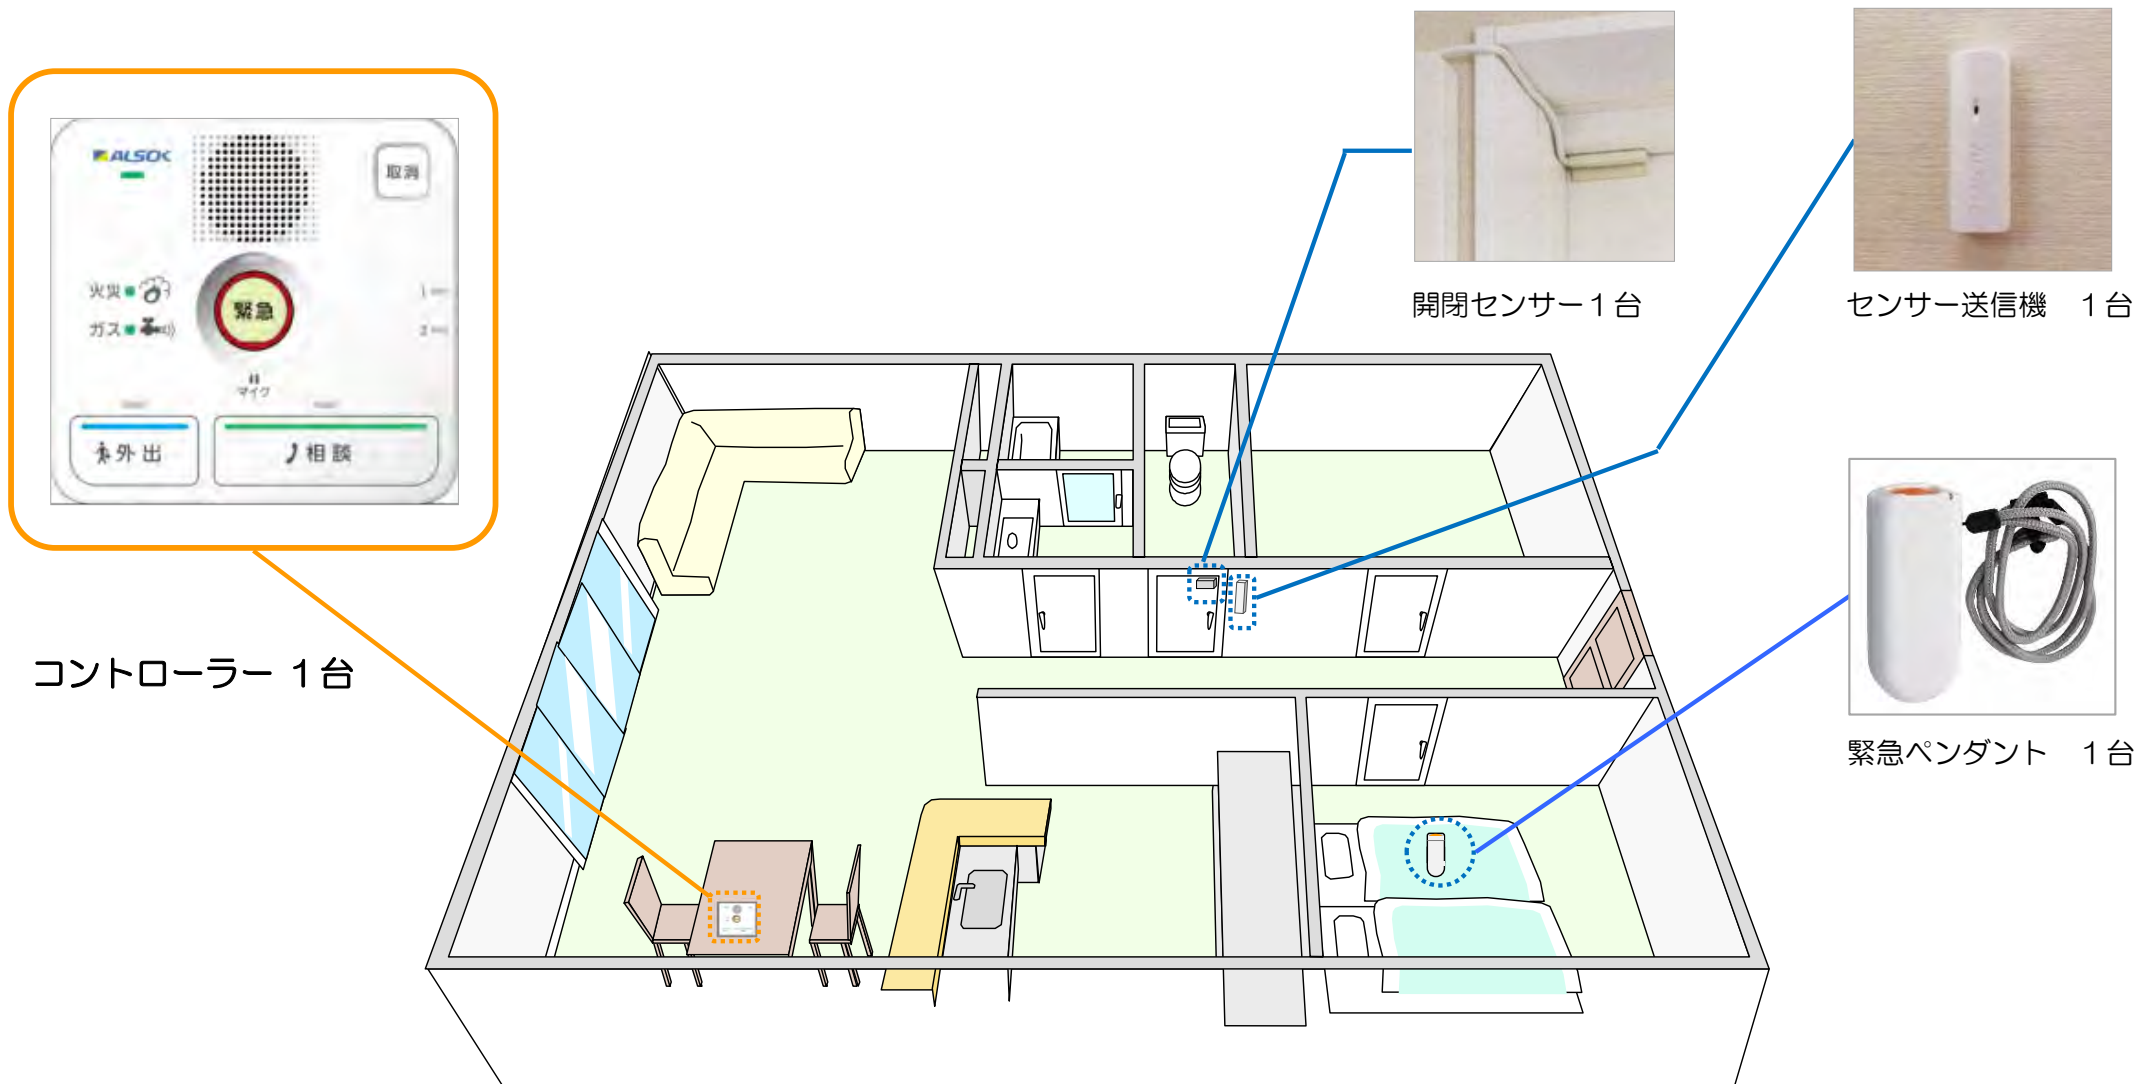 ALSOK
取消
火災
ガス
緊急
1
2
マイク
外出
相談
コントローラー 1台
開閉センサー1台
センサー送信機　1台
緊急ペンダント　1台